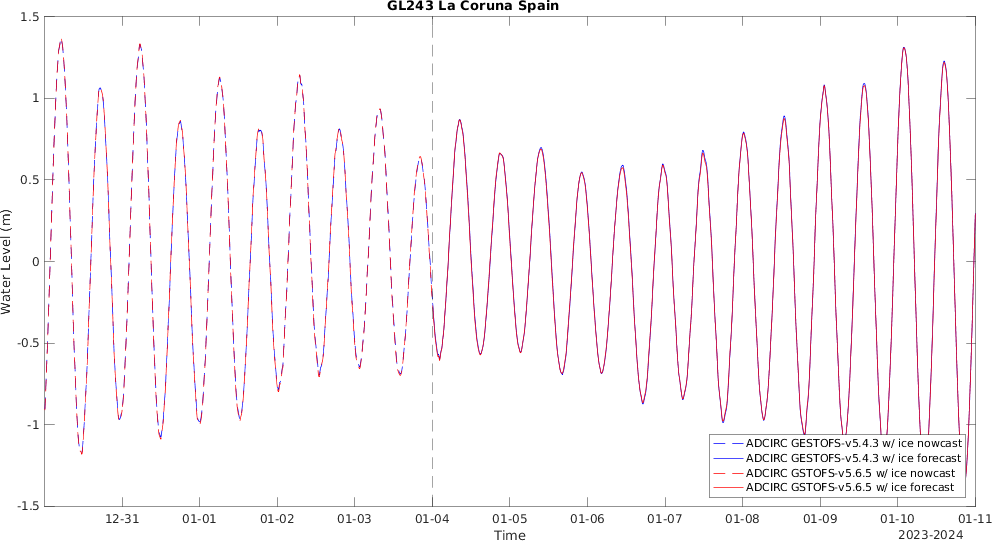 GL243 La Coruna Spain
1.5
1
0.5
0
-0.5
-1
-1.5
Water Level (m)
ADCIRC GESTOFS-v5.4.3 w/ ice nowcast
ADCIRC GESTOFS-v5.4.3 w/ ice forecast
ADCIRC GSTOFS-v5.6.5 w/ ice nowcast
ADCIRC GSTOFS-v5.6.5 w/ ice forecast
12-31 01-01 01-02 01-03 01-04 01-05 01-06 01-07 01-08 01-09 01-10 01-11
Time
2023-2024